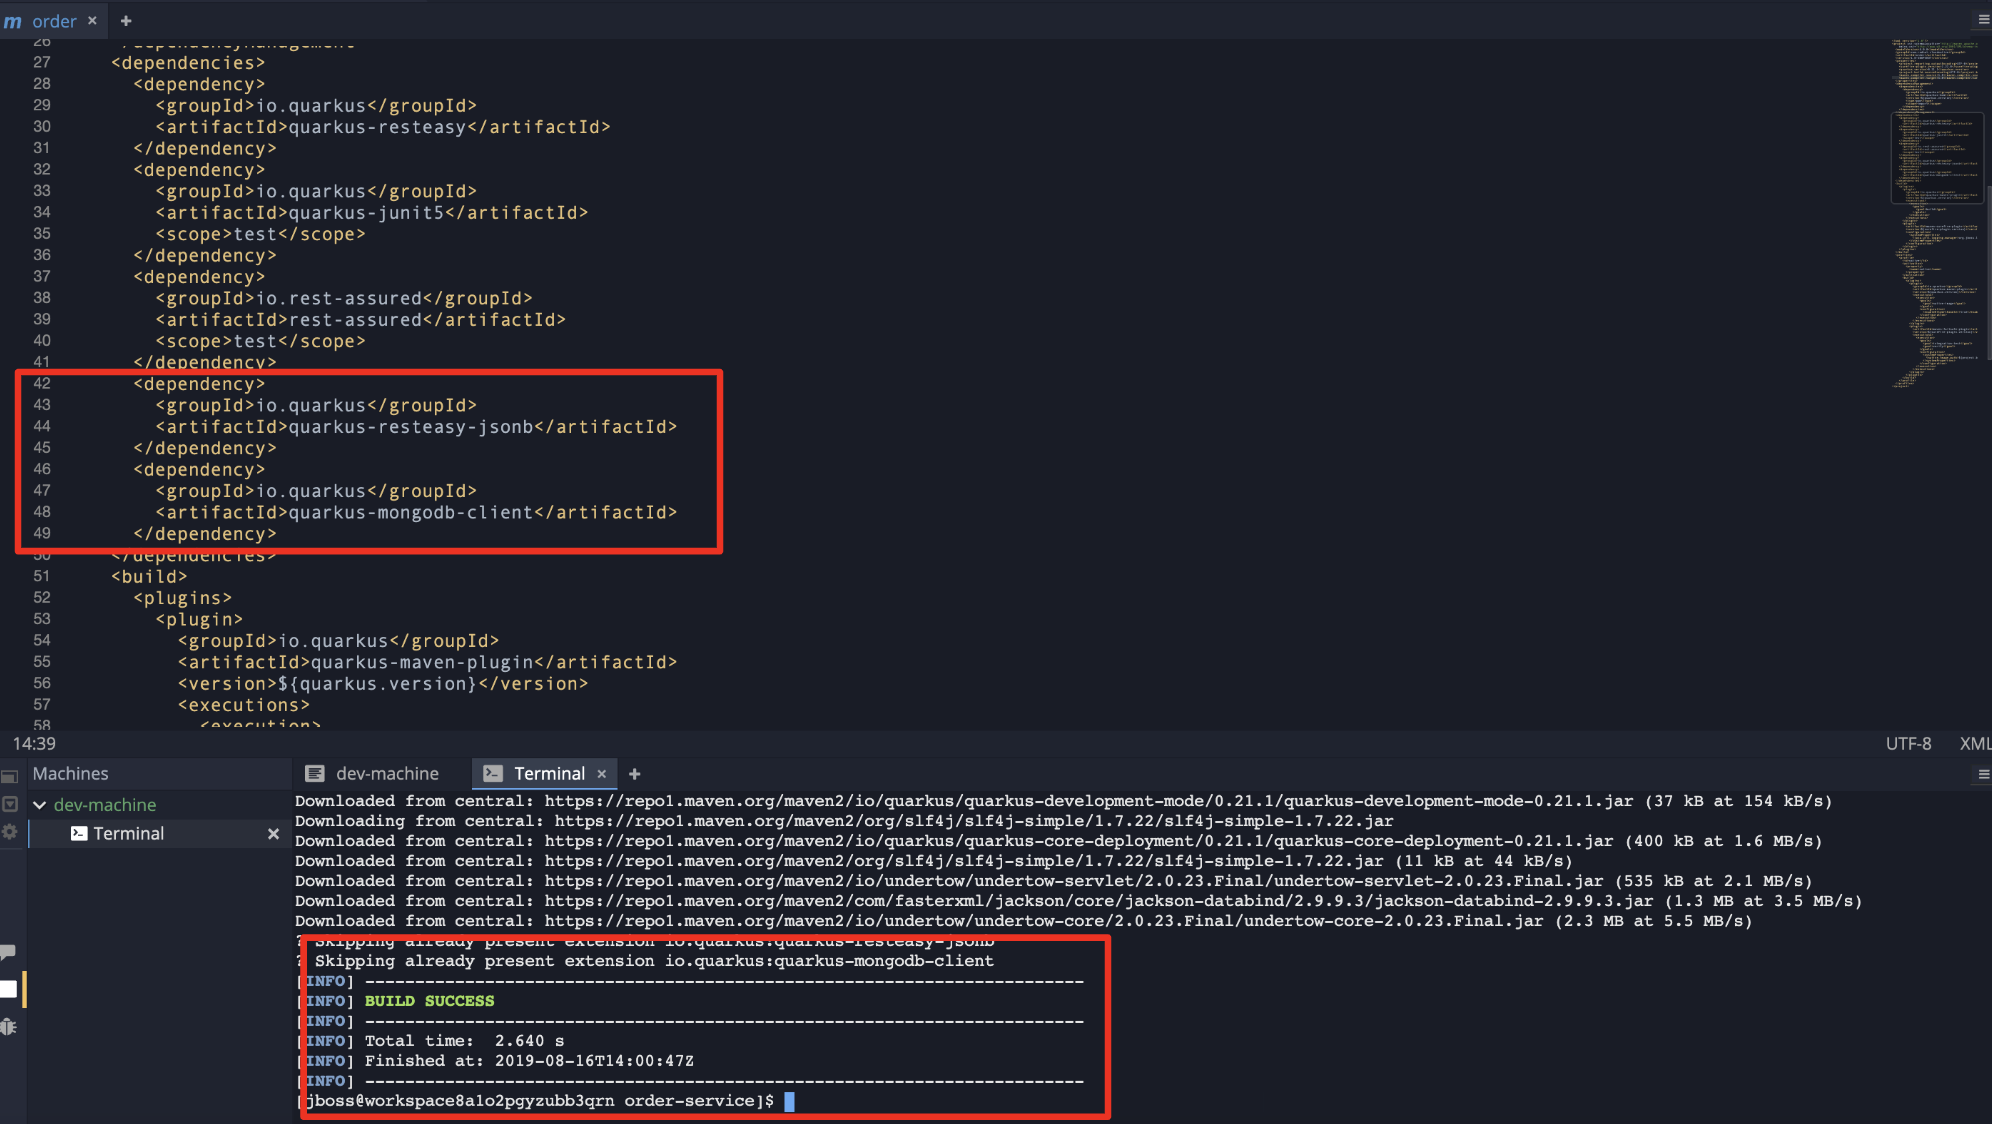 m order × +
26 </dependencyManagement>
27 <dependencies>
28 <dependency>
29 <groupId>io.quarkus</groupId>
30 <artifactId>quarkus-resteasy</artifactId>
31 </dependency>
32 <dependency>
33 <groupId>io.quarkus</groupId>
34 <artifactId>quarkus-junit5</artifactId>
35 <scope>test</scope>
36 </dependency>
37 <dependency>
38 <groupId>io.rest-assured</groupId>
39 <artifactId>rest-assured</artifactId>
40 <scope>test</scope>
41 </dependency>
42 <dependency>
43 <groupId>io.quarkus</groupId>
44 <artifactId>quarkus-resteasy-jsonb</artifactId>
45 </dependency>
46 <dependency>
47 <groupId>io.quarkus</groupId>
48 <artifactId>quarkus-mongodb-client</artifactId>
49 </dependency>
50 </dependencies>
51 <build>
52 <plugins>
53 <plugin>
54 <groupId>io.quarkus</groupId>
55 <artifactId>quarkus-maven-plugin</artifactId>
56 <version>${quarkus.version}</version>
57 <executions>
58 <execution>
14:39 UTF-8 XML
Machines
dev-machine
Terminal ×
dev-machine Terminal × +
Downloaded from central: https://repo1.maven.org/maven2/io/quarkus/quarkus-development-mode/0.21.1/quarkus-development-mode-0.21.1.jar (37 kB at 154 kB/s)
Downloading from central: https://repo1.maven.org/maven2/org/slf4j/slf4j-simple/1.7.22/slf4j-simple-1.7.22.jar
Downloaded from central: https://repo1.maven.org/maven2/io/quarkus/quarkus-core-deployment/0.21.1/quarkus-core-deployment-0.21.1.jar (400 kB at 1.6 MB/s)
Downloaded from central: https://repo1.maven.org/maven2/org/slf4j/slf4j-simple/1.7.22/slf4j-simple-1.7.22.jar (11 kB at 44 kB/s)
Downloaded from central: https://repo1.maven.org/maven2/io/undertow/undertow-servlet/2.0.23.Final/undertow-servlet-2.0.23.Final.jar (535 kB at 2.1 MB/s)
Downloaded from central: https://repo1.maven.org/maven2/com/fasterxml/jackson/core/jackson-databind/2.9.9.3/jackson-databind-2.9.9.3.jar (1.3 MB at 3.5 MB/s)
Downloaded from central: https://repo1.maven.org/maven2/io/undertow/undertow-core/2.0.23.Final/undertow-core-2.0.23.Final.jar (2.3 MB at 5.5 MB/s)
? Skipping already present extension io.quarkus:quarkus-resteasy-jsonb
? Skipping already present extension io.quarkus:quarkus-mongodb-client
[INFO] ------------------------------------------------------------------------
[INFO] BUILD SUCCESS
[INFO] ------------------------------------------------------------------------
[INFO] Total time:  2.640 s
[INFO] Finished at: 2019-08-16T14:00:47Z
[INFO] ------------------------------------------------------------------------
[jboss@workspace8a1o2pgyzubb3qrn order-service]$